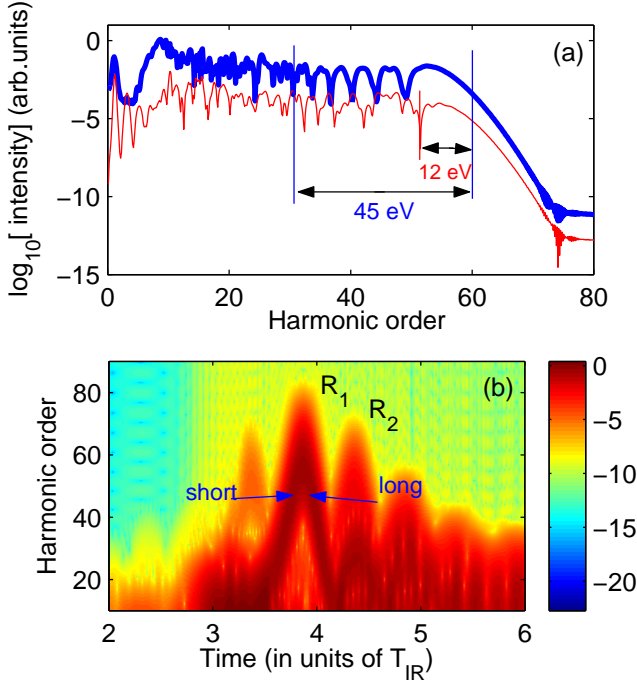 (a)
log10[ intensity] (arb.units)
0
−5
−10
−15
12 eV
45 eV
0 20 40 60 80
Harmonic order
(b)
Harmonic order
80
60
40
20
R1
R2
short
long
2 3 4 5 6
Time (in units of TIR)
0
−5
−10
−15
−20